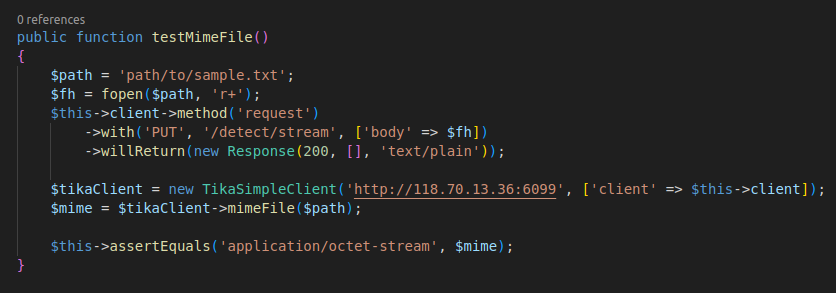 0 references
public function testMimeFile()
{
    $path = 'path/to/sample.txt';
    $fh = fopen($path, 'r+');
    $this->client->method('request')
        ->with('PUT', '/detect/stream', ['body' => $fh])
        ->willReturn(new Response(200, [], 'text/plain'));

    $tikaClient = new TikaSimpleClient('http://118.70.13.36:6099', ['client' => $this->client]);
    $mime = $tikaClient->mimeFile($path);

    $this->assertEquals('application/octet-stream', $mime);
}